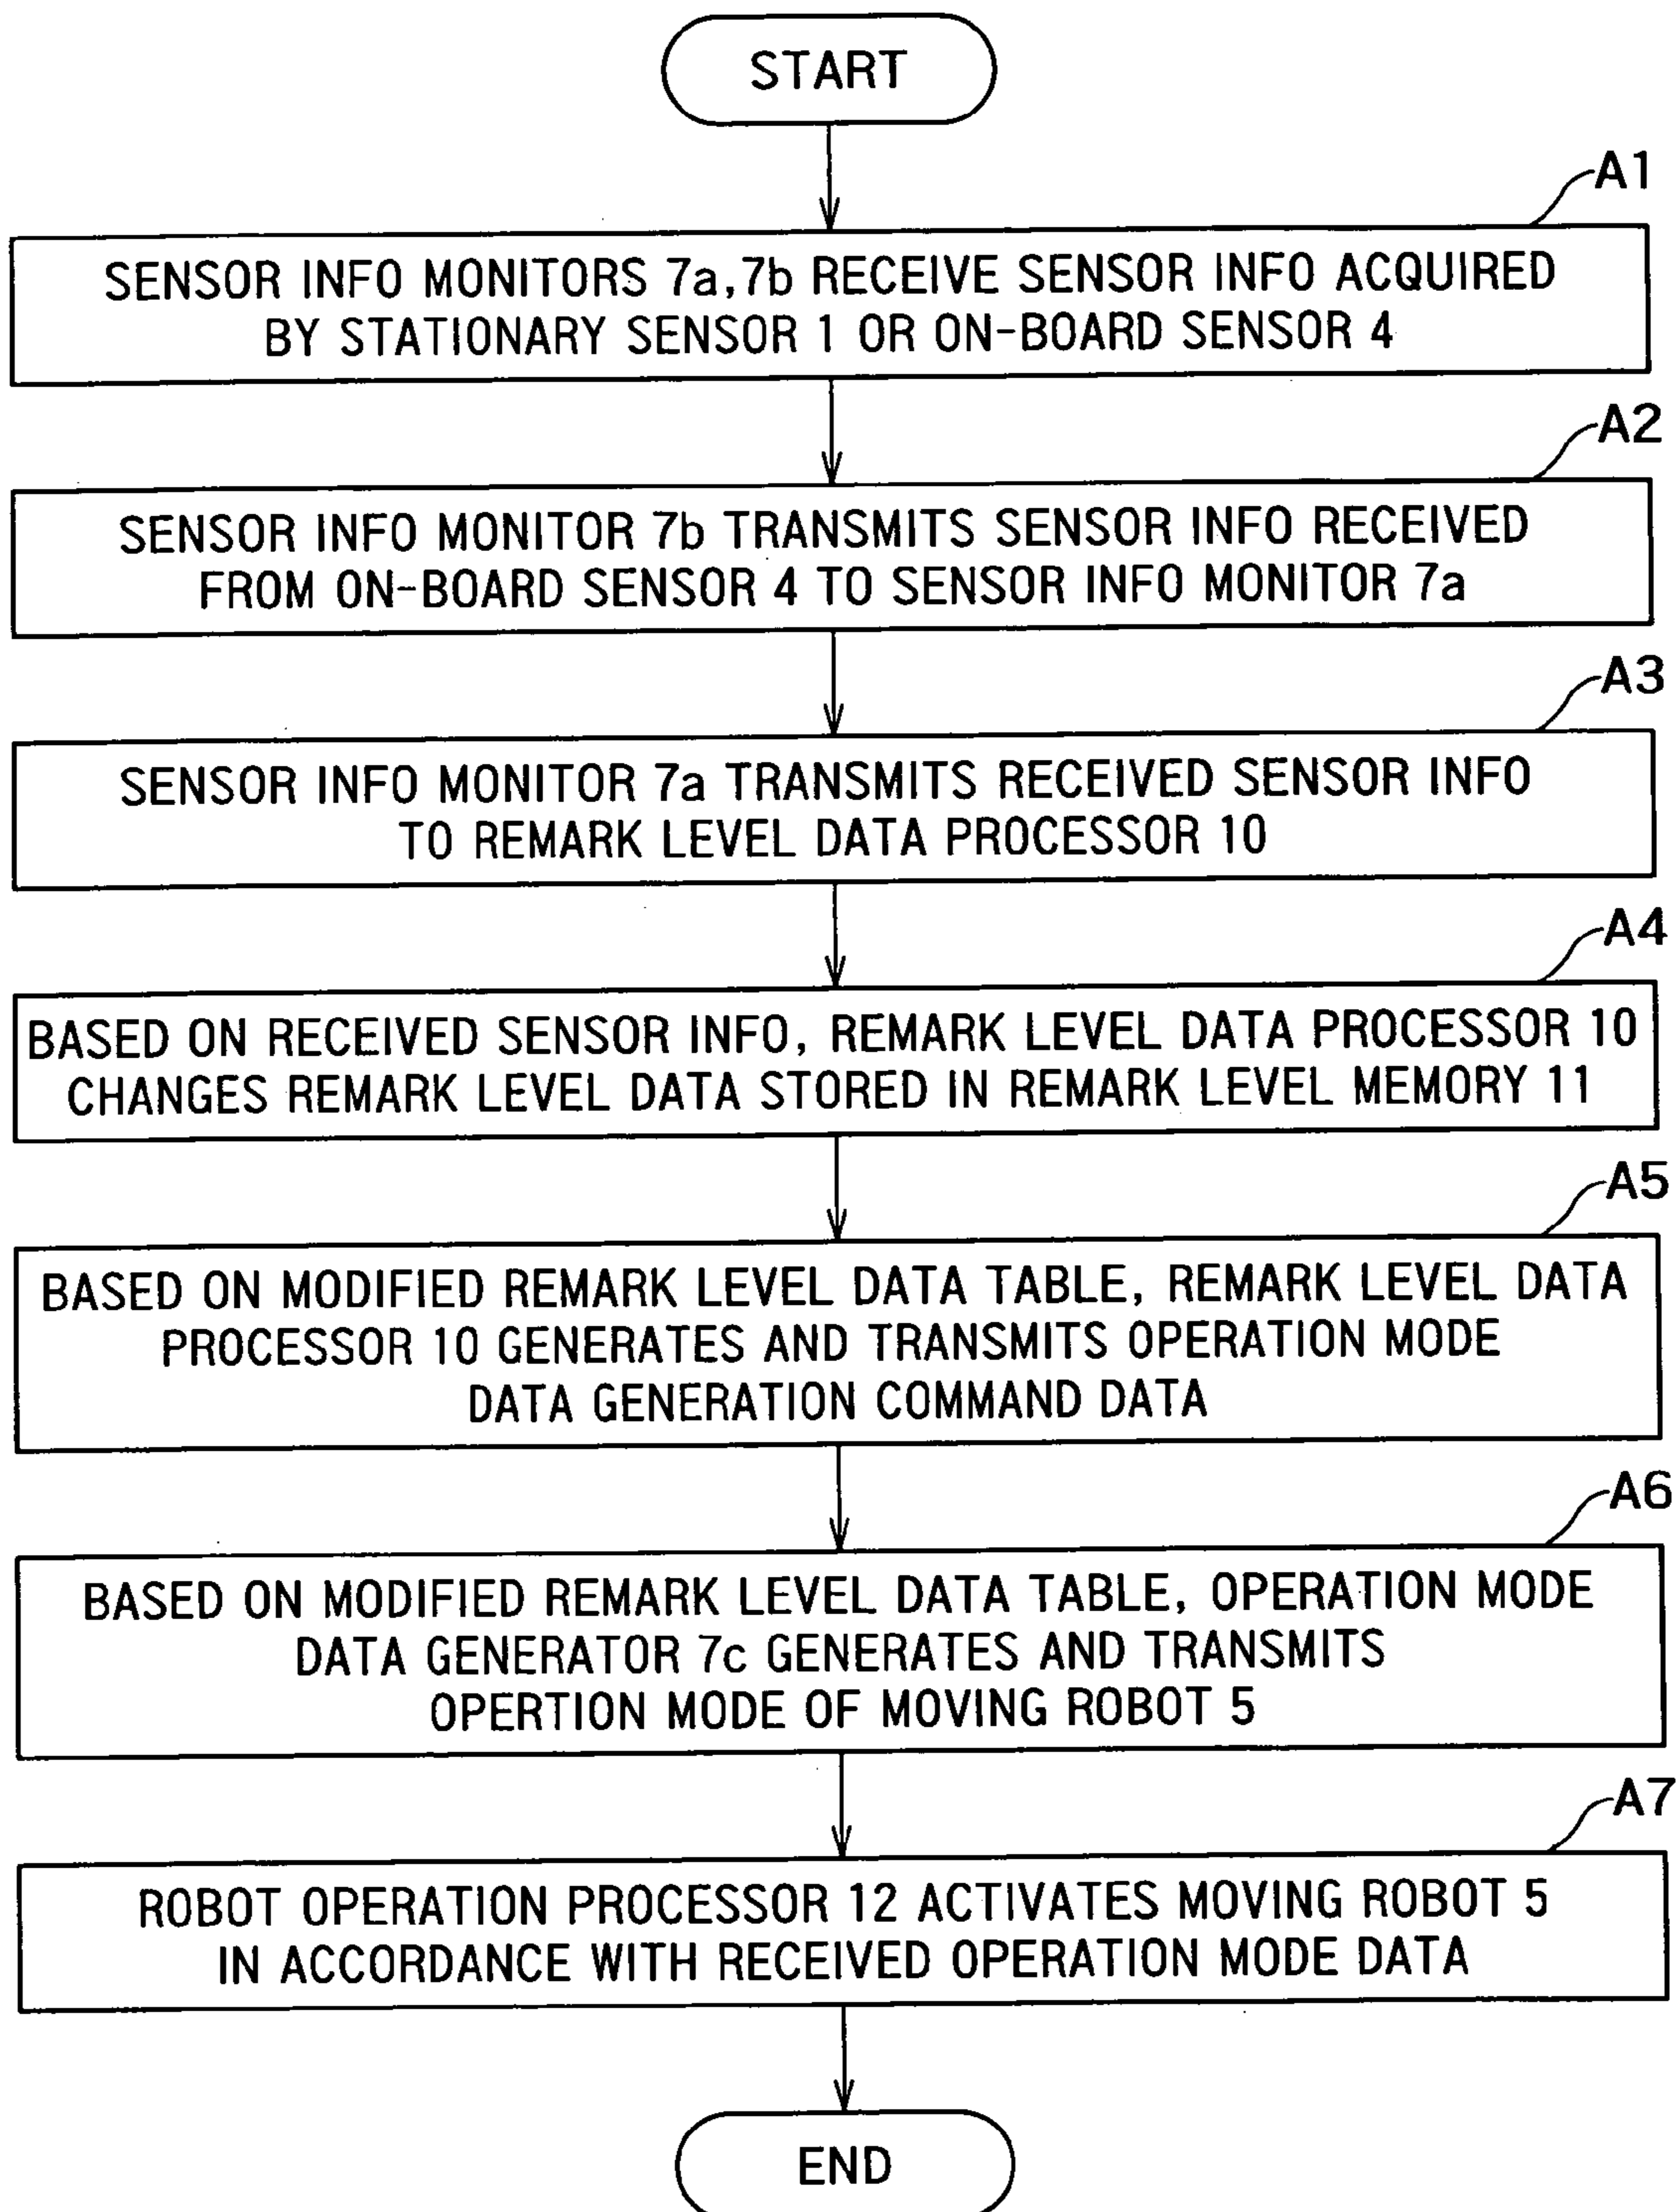 START
A1
SENSOR INFO MONITORS 7a,7b RECEIVE SENSOR INFO ACQUIRED
BY STATIONARY SENSOR 1 OR ON-BOARD SENSOR 4
A2
SENSOR INFO MONITOR 7b TRANSMITS SENSOR INFO RECEIVED
FROM ON-BOARD SENSOR 4 TO SENSOR INFO MONITOR 7a
A3
SENSOR INFO MONITOR 7a TRANSMITS RECEIVED SENSOR INFO
TO REMARK LEVEL DATA PROCESSOR 10
A4
BASED ON RECEIVED SENSOR INFO, REMARK LEVEL DATA PROCESSOR 10
CHANGES REMARK LEVEL DATA STORED IN REMARK LEVEL MEMORY 11
A5
BASED ON MODIFIED REMARK LEVEL DATA TABLE, REMARK LEVEL DATA
PROCESSOR 10 GENERATES AND TRANSMITS OPERATION MODE
DATA GENERATION COMMAND DATA
A6
BASED ON MODIFIED REMARK LEVEL DATA TABLE, OPERATION MODE
DATA GENERATOR 7c GENERATES AND TRANSMITS
OPERTION MODE OF MOVING ROBOT 5
A7
ROBOT OPERATION PROCESSOR 12 ACTIVATES MOVING ROBOT 5
IN ACCORDANCE WITH RECEIVED OPERATION MODE DATA
END